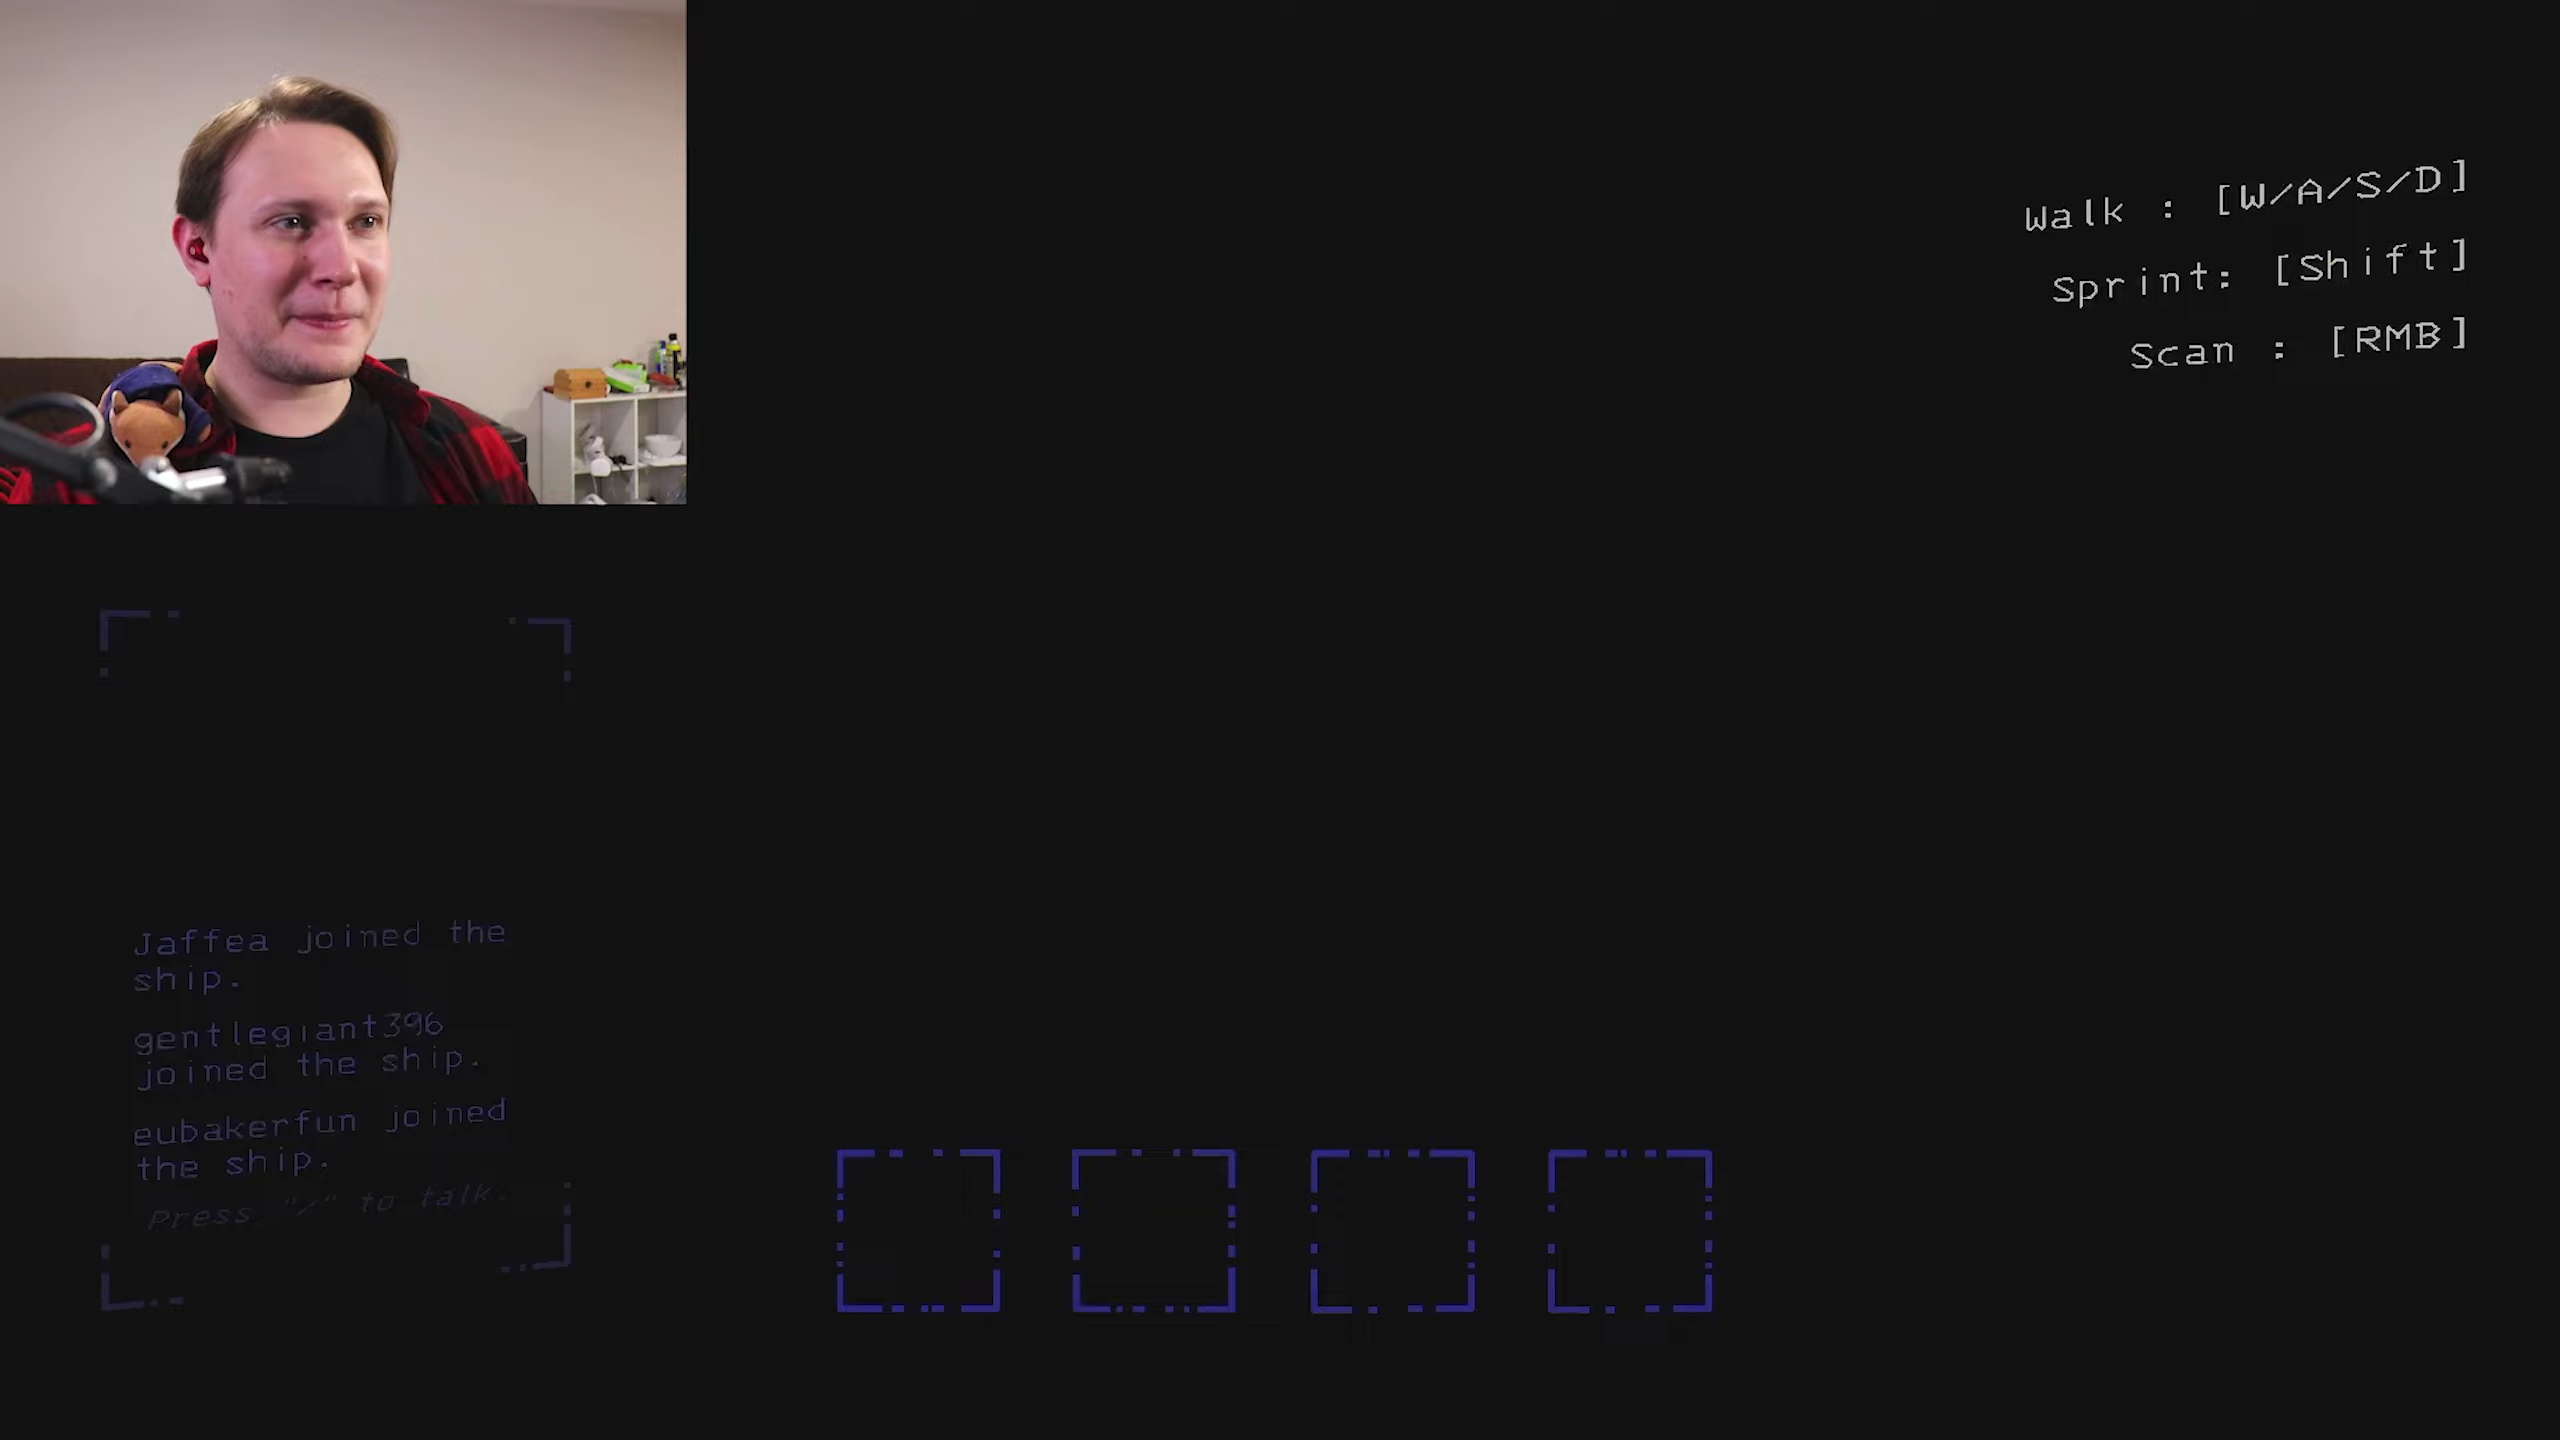 Walk : [W/A/S/D]
Sprint: [Shift]
Scan : [RMB]
Jaffea joined the
ship.
gentlegiant396
joined the ship.
eubakerfun joined
the ship.
Press "/" to talk.